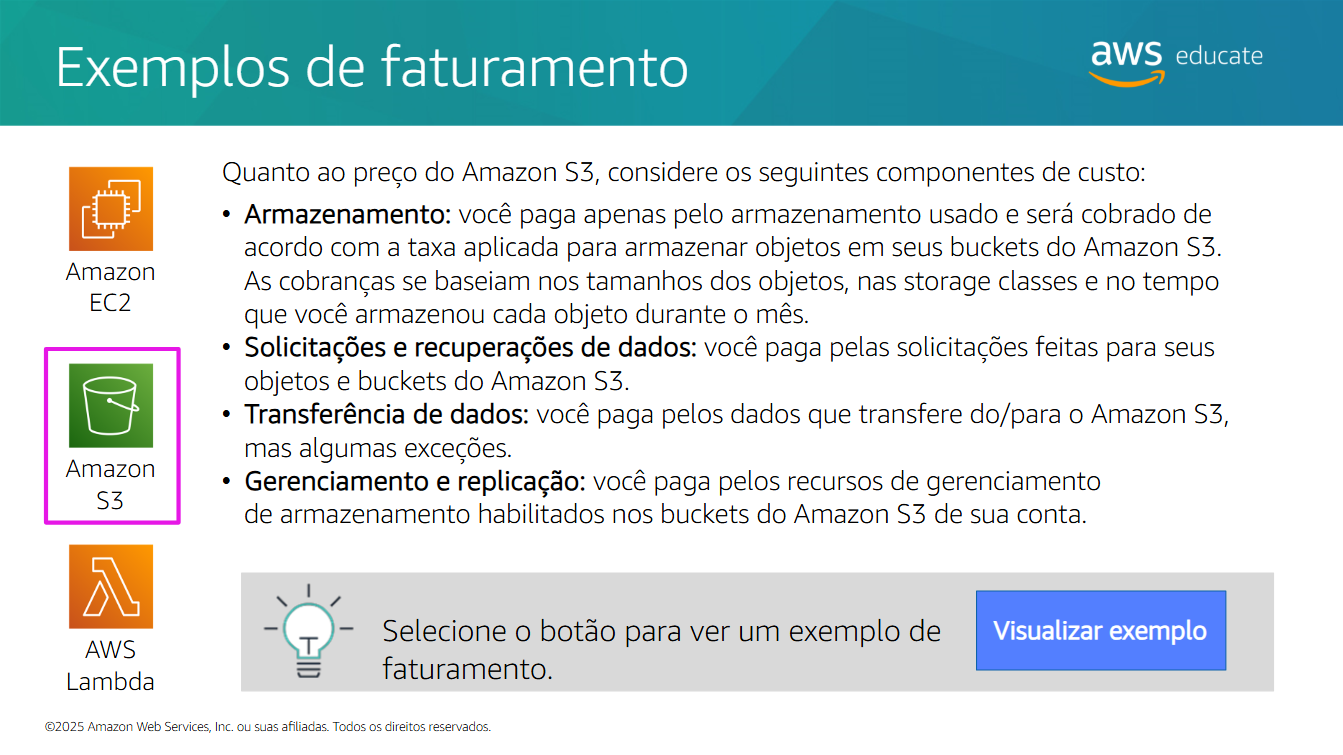 Exemplos de faturamento
aws educate
Amazon
EC2
Amazon
S3
AWS
Lambda
Quanto ao preço do Amazon S3, considere os seguintes componentes de custo:
• Armazenamento: você paga apenas pelo armazenamento usado e será cobrado de
acordo com a taxa aplicada para armazenar objetos em seus buckets do Amazon S3.
As cobranças se baseiam nos tamanhos dos objetos, nas storage classes e no tempo
que você armazenou cada objeto durante o mês.
• Solicitações e recuperações de dados: você paga pelas solicitações feitas para seus
objetos e buckets do Amazon S3.
• Transferência de dados: você paga pelos dados que transfere do/para o Amazon S3,
mas algumas exceções.
• Gerenciamento e replicação: você paga pelos recursos de gerenciamento
de armazenamento habilitados nos buckets do Amazon S3 de sua conta.
Selecione o botão para ver um exemplo de
faturamento.
Visualizar exemplo
©2025 Amazon Web Services, Inc. ou suas afiliadas. Todos os direitos reservados.